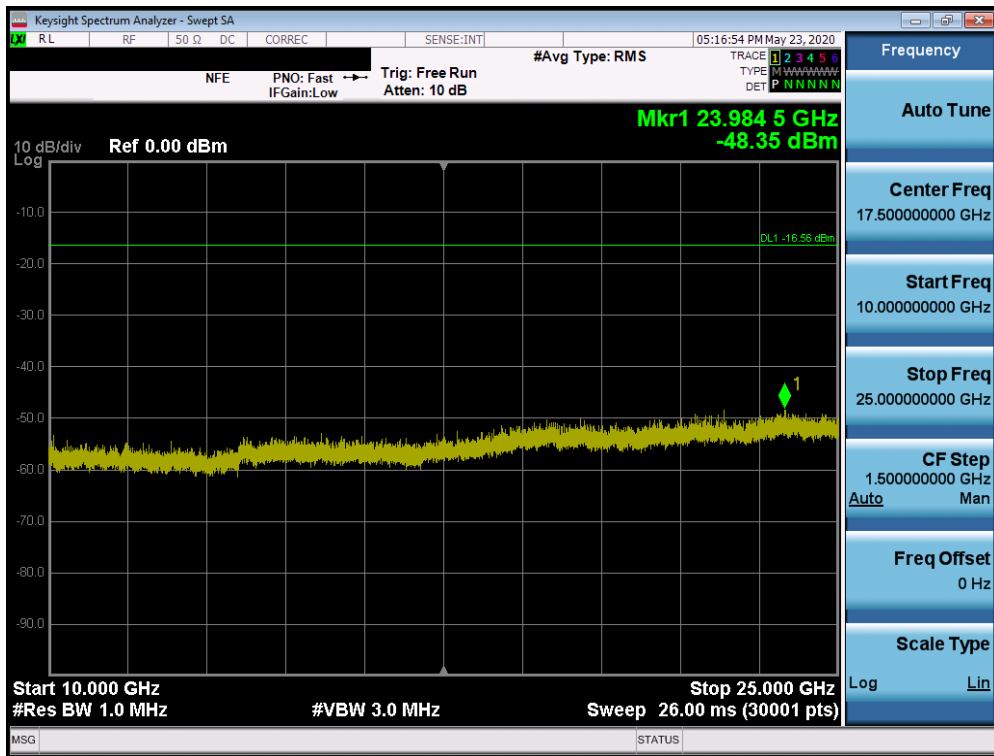 Keysight Spectrum Analyzer - Swept SA
LXI RL RF 50 Ω DC CORREC SENSE:INT 05:16:54 PM May 23, 2020
NFE PNO: Fast IFGain:Low Trig: Free Run Atten: 10 dB #Avg Type: RMS
TRACE 1 2 3 4 5 6
TYPE M WWWWW
DET P N N N N N
Mkr1 23.984 5 GHz
-48.35 dBm
10 dB/div Ref 0.00 dBm
Log
-10.0
DL1 -16.56 dBm
-20.0
-30.0
-40.0
1
-50.0
-60.0
-70.0
-80.0
-90.0
Start 10.000 GHz Stop 25.000 GHz
#Res BW 1.0 MHz #VBW 3.0 MHz Sweep 26.00 ms (30001 pts)
MSG STATUS
Frequency
Auto Tune
Center Freq
17.500000000 GHz
Start Freq
10.000000000 GHz
Stop Freq
25.000000000 GHz
CF Step
1.500000000 GHz
Auto Man
Freq Offset
0 Hz
Scale Type
Log Lin